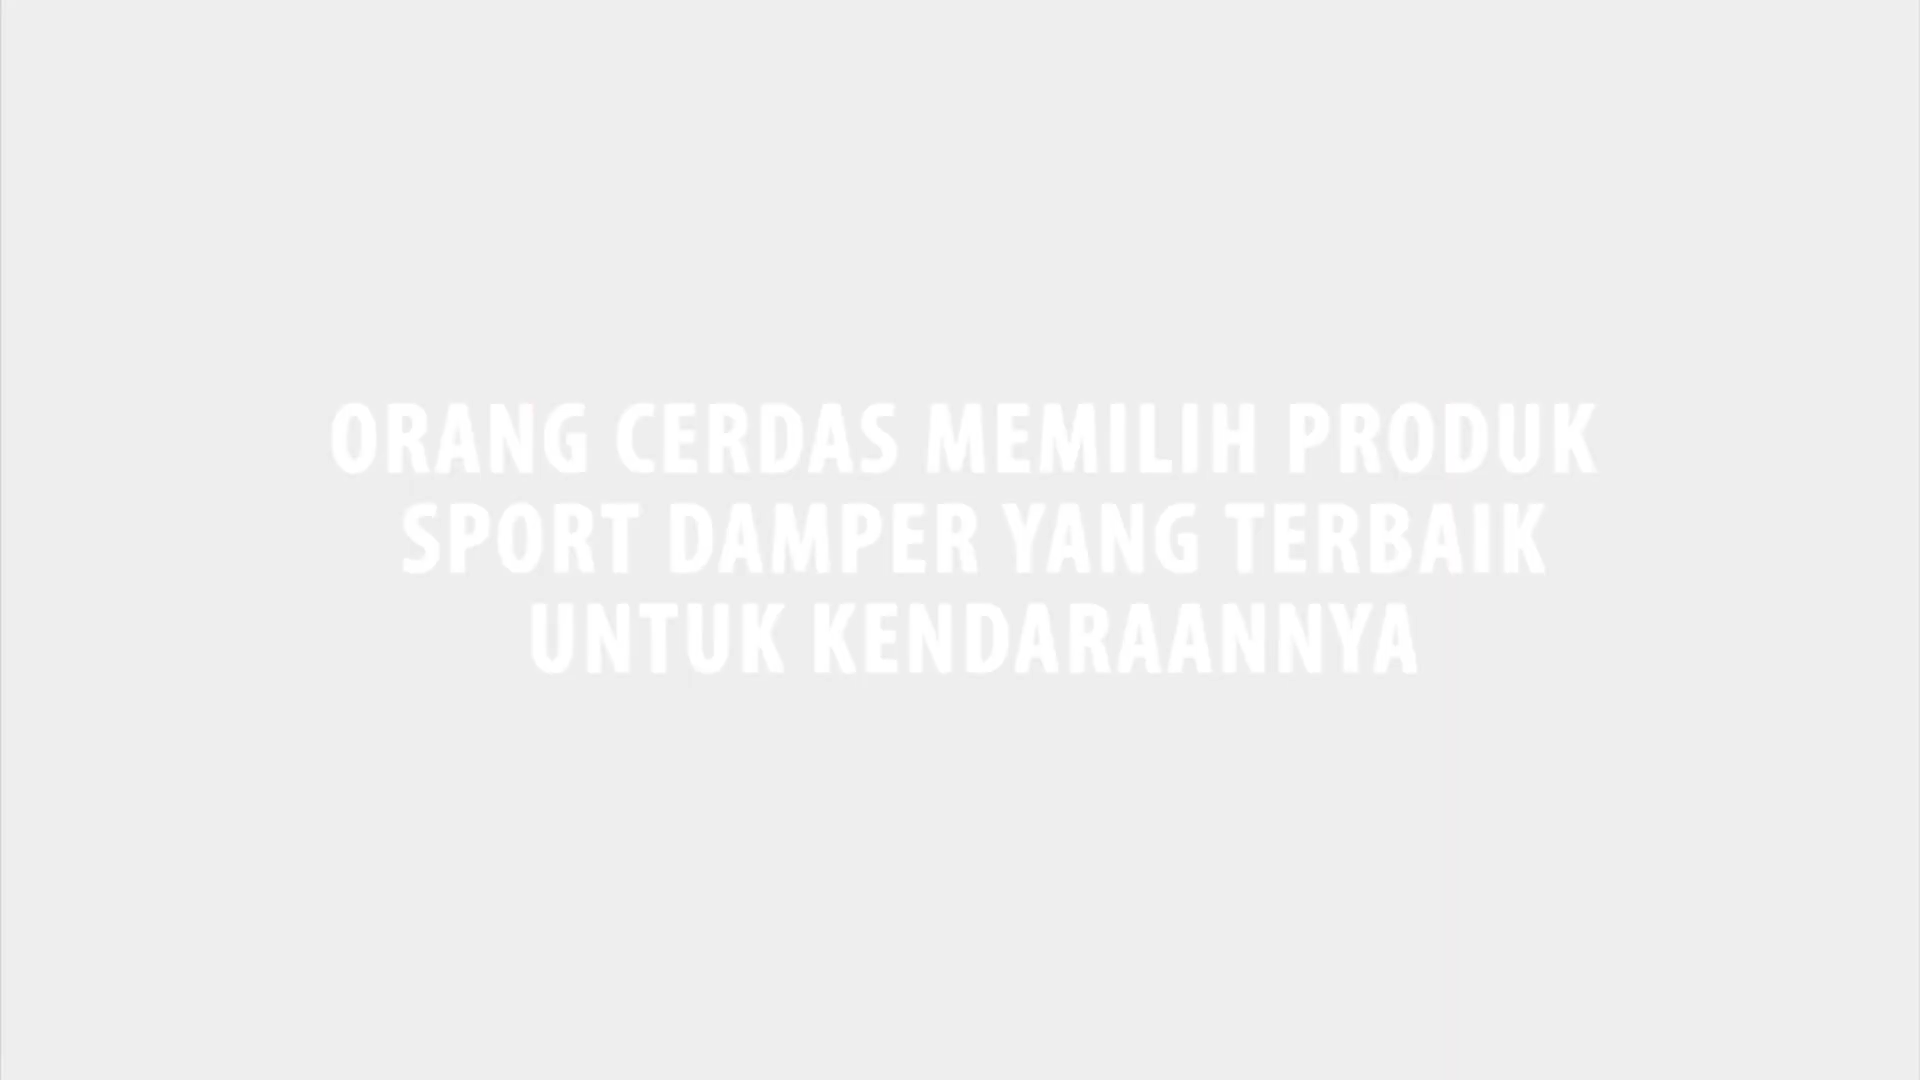 ORANG CERDAS MEMILIH PRODUK
SPORT DAMPER YANG TERBAIK
UNTUK KENDARAANNYA